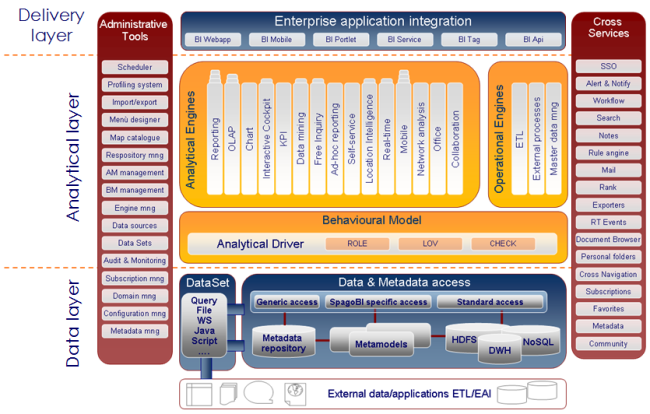 Delivery
layer
Analytical layer
Data layer
Administrative
Tools
Scheduler
Profiling system
Import/export
Menù designer
Map catalogue
Respository mng
AM management
BM management
Engine mng
Data sources
Data Sets
Audit & Monitoring
Subscription mng
Domain mng
Configuration mng
Metadata mng
Enterprise application integration
BI Webapp
BI Mobile
BI Portlet
BI Service
BI Tag
BI Api
Analytical Engines
Reporting
OLAP
Chart
Interactive Cockpit
KPI
Data mining
Free Inquiry
Ad-hoc reporting
Self-service
Location Intelligence
Real-time
Mobile
Network analysis
Office
Collaboration
Operational Engines
ETL
External processes
Master data mng
Behavioural Model
Analytical Driver
ROLE
LOV
CHECK
DataSet
Query
File
WS
Java
Script
....
Data & Metadata access
Generic access
SpagoBI specific access
Standard access
Metadata
repository
Metamodels
HDFS
DWH
NoSQL
External data/applications ETL/EAI
Cross
Services
SSO
Alert & Notify
Workflow
Search
Notes
Rule engine
Mail
Rank
Exporters
RT Events
Document Browser
Personal folders
Cross Navigation
Subscriptions
Favorites
Metadata
Community